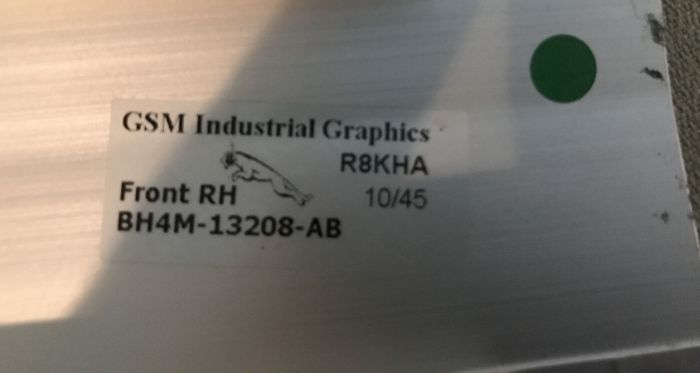 GSM Industrial Graphics
R8KHA
Front RH 10/45
BH4M-13208-AB